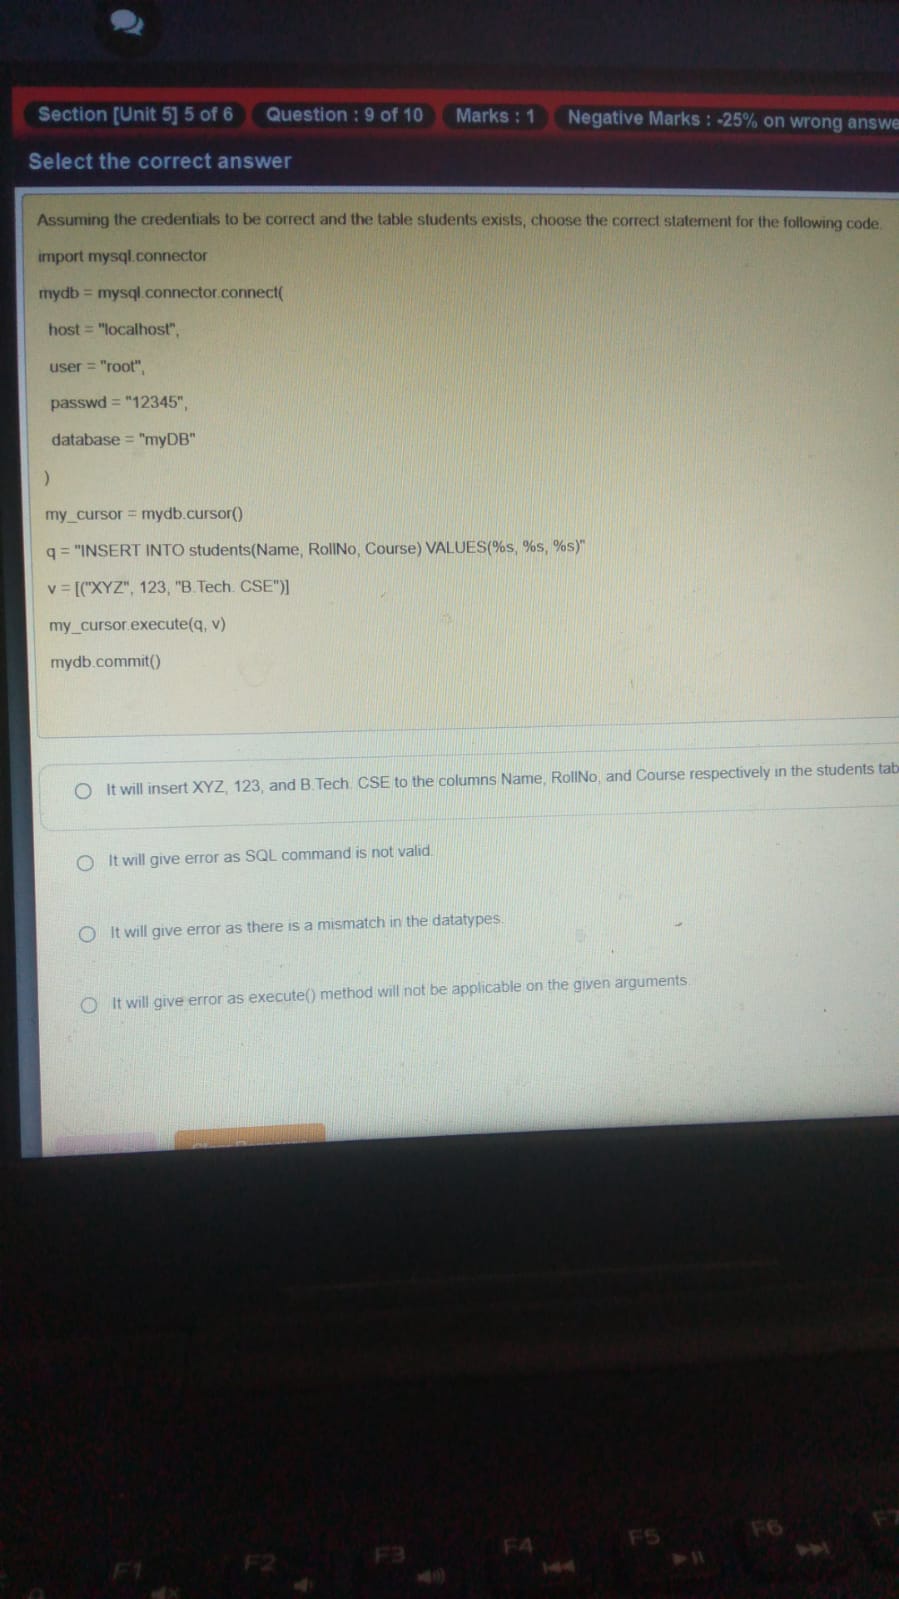 Section [Unit 5] 5 of 6 Question : 9 of 10 Marks : 1 Negative Marks : -25% on wrong answe
Select the correct answer
Assuming the credentials to be correct and the table students exists, choose the correct statement for the following code.
import mysql.connector
mydb = mysql.connector.connect(
host = "localhost",
user = "root",
passwd = "12345",
database = "myDB"
)
my_cursor = mydb.cursor()
q = "INSERT INTO students(Name, RollNo, Course) VALUES(%s, %s, %s)"
v = [("XYZ", 123, "B.Tech. CSE")]
my_cursor.execute(q, v)
mydb.commit()
It will insert XYZ, 123, and B.Tech. CSE to the columns Name, RollNo, and Course respectively in the students tab
It will give error as SQL command is not valid.
It will give error as there is a mismatch in the datatypes.
It will give error as execute() method will not be applicable on the given arguments.
F1 F2 F3 F4 F5 F6 F7